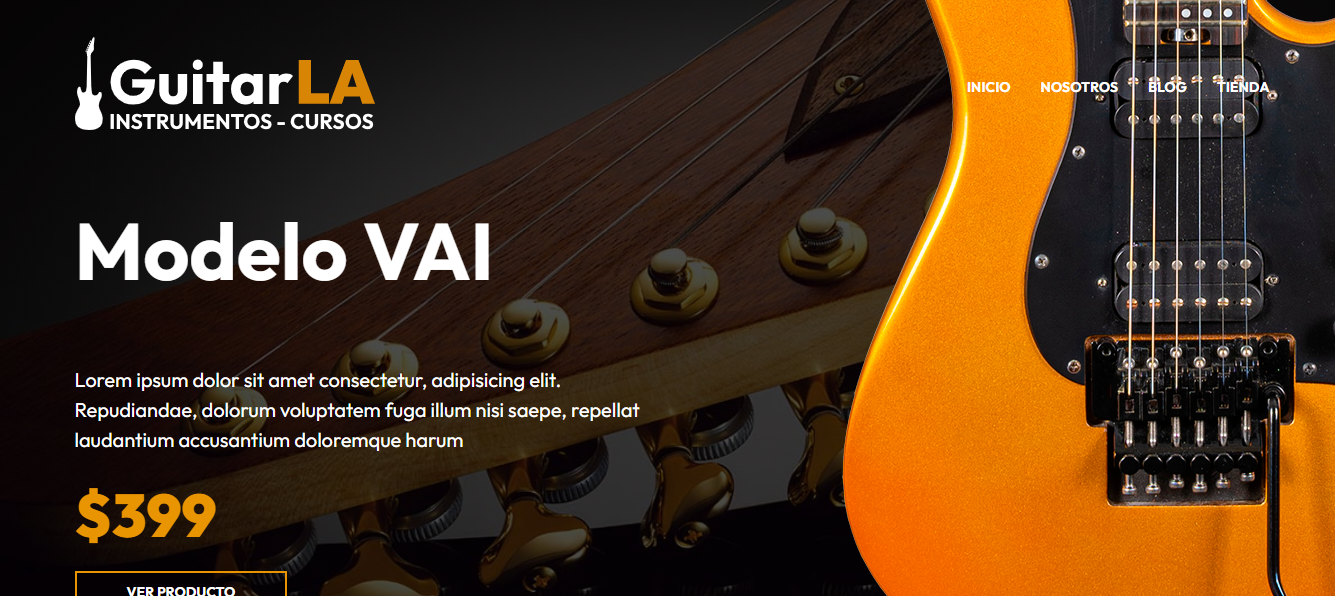 GuitarLA
INSTRUMENTOS - CURSOS
INICIO NOSOTROS BLOG TIENDA
Modelo VAI
Lorem ipsum dolor sit amet consectetur, adipisicing elit.
Repudiandae, dolorum voluptatem fuga illum nisi saepe, repellat
laudantium accusantium doloremque harum
$399
VER PRODUCTO